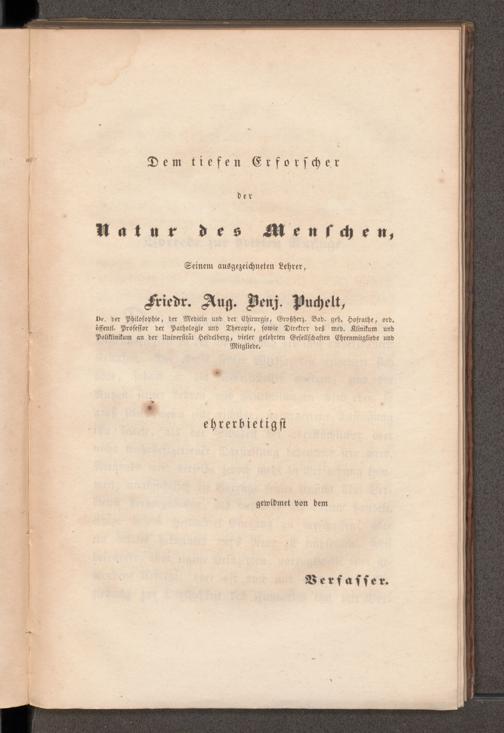 Dem tiefen Erforscher
der
Natur des Menschen,
Seinem ausgezeichneten Lehrer,
Friedr. Aug. Benj. Puchelt,
Dr. der Philosophie, der Medicin und der Chirurgie, Großherz. Bad. geh. Hofrathe, ord.
öffentl. Professor der Pathologie und Therapie, sowie Direktor des med. Klinikum und
Poliklinikum an der Universität Heidelberg, vieler gelehrten Gesellschaften Ehrenmitgliede und
Mitgliede.
ehrerbietigst
gewidmet von dem
Verfasser.